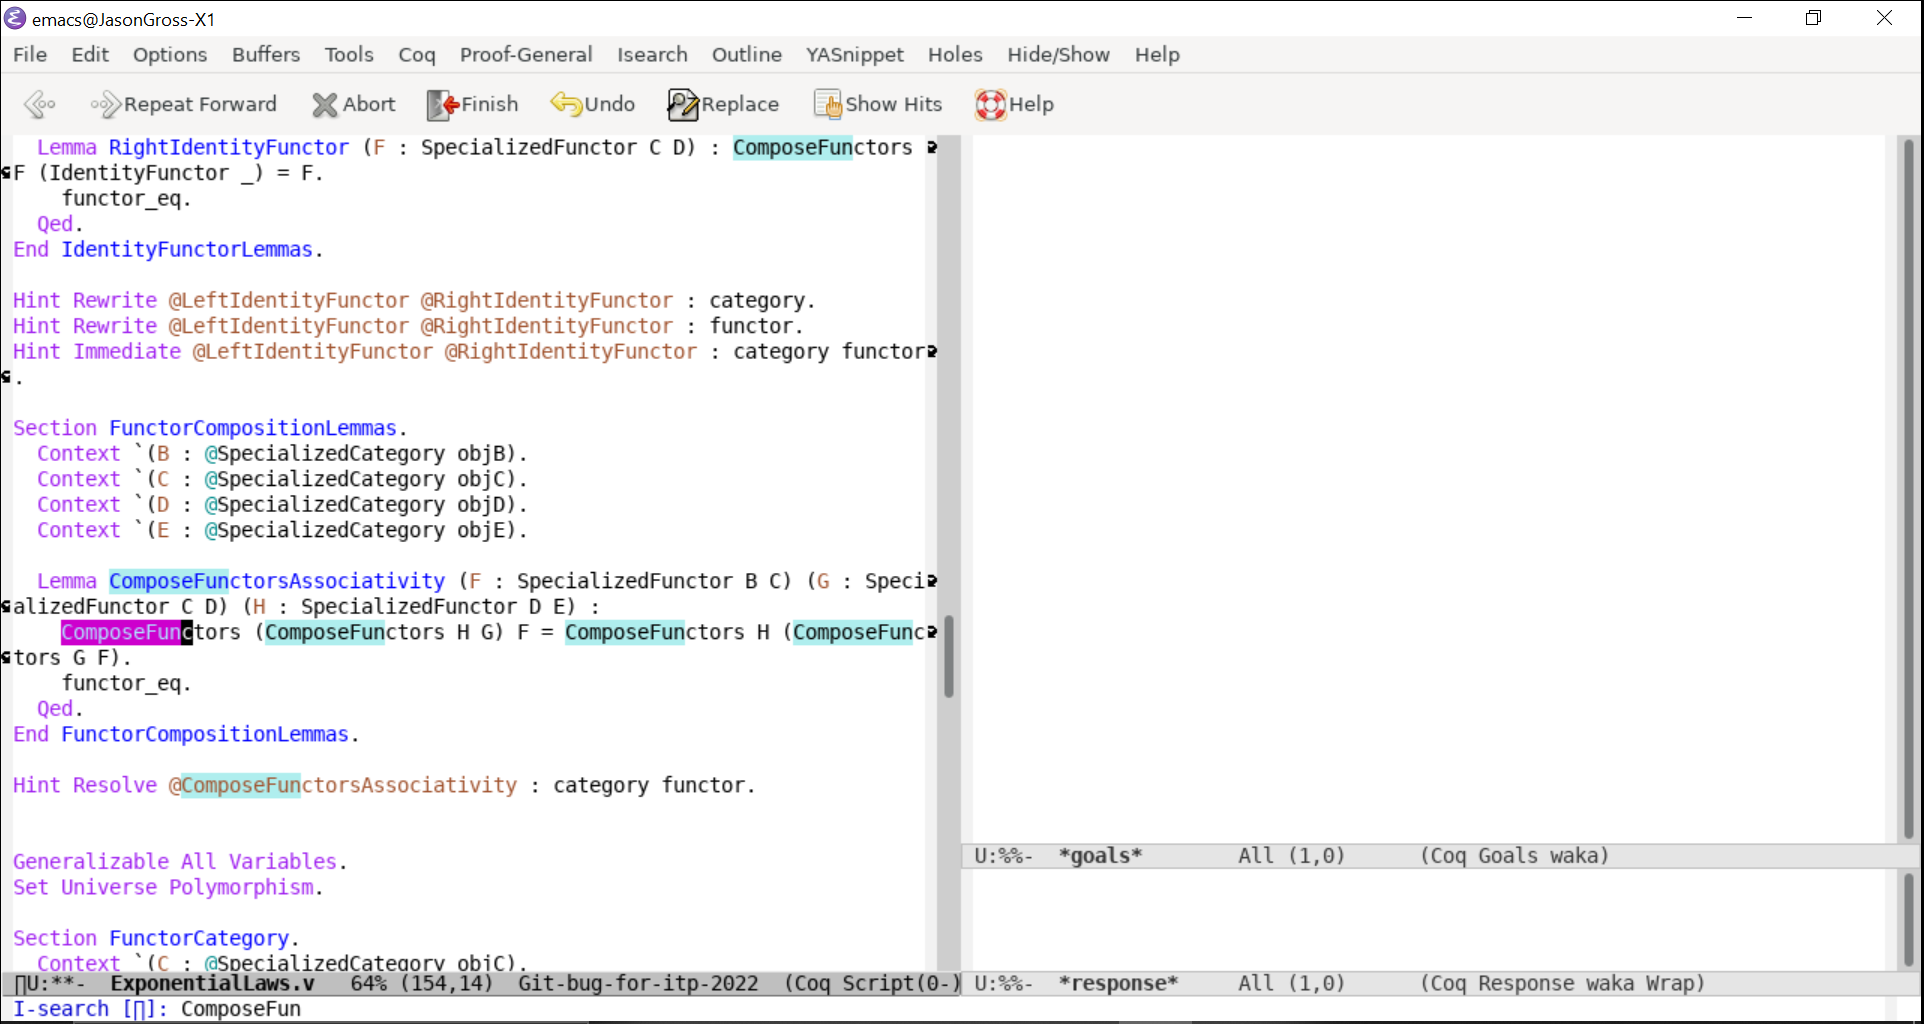 emacs@JasonGross-X1
File Edit Options Buffers Tools Coq Proof-General Isearch Outline YASnippet Holes Hide/Show Help
Repeat Forward Abort Finish Undo Replace Show Hits Help
Lemma RightIdentityFunctor (F : SpecializedFunctor C D) : ComposeFunctors
F (IdentityFunctor _) = F.
functor_eq.
Qed.
End IdentityFunctorLemmas.
Hint Rewrite @LeftIdentityFunctor @RightIdentityFunctor : category.
Hint Rewrite @LeftIdentityFunctor @RightIdentityFunctor : functor.
Hint Immediate @LeftIdentityFunctor @RightIdentityFunctor : category functor
.
Section FunctorCompositionLemmas.
Context `(B : @SpecializedCategory objB).
Context `(C : @SpecializedCategory objC).
Context `(D : @SpecializedCategory objD).
Context `(E : @SpecializedCategory objE).
Lemma ComposeFunctorsAssociativity (F : SpecializedFunctor B C) (G : Speci
alizedFunctor C D) (H : SpecializedFunctor D E) :
ComposeFunctors (ComposeFunctors H G) F = ComposeFunctors H (ComposeFunc
tors G F).
functor_eq.
Qed.
End FunctorCompositionLemmas.
Hint Resolve @ComposeFunctorsAssociativity : category functor.
Generalizable All Variables.
Set Universe Polymorphism.
Section FunctorCategory.
Context `(C : @SpecializedCategory objC).
∏U:**- ExponentialLaws.v 64% (154,14) Git-bug-for-itp-2022 (Coq Script(0-)
I-search [∏]: ComposeFun
U:%%- *goals* All (1,0) (Coq Goals waka)
U:%%- *response* All (1,0) (Coq Response waka Wrap)